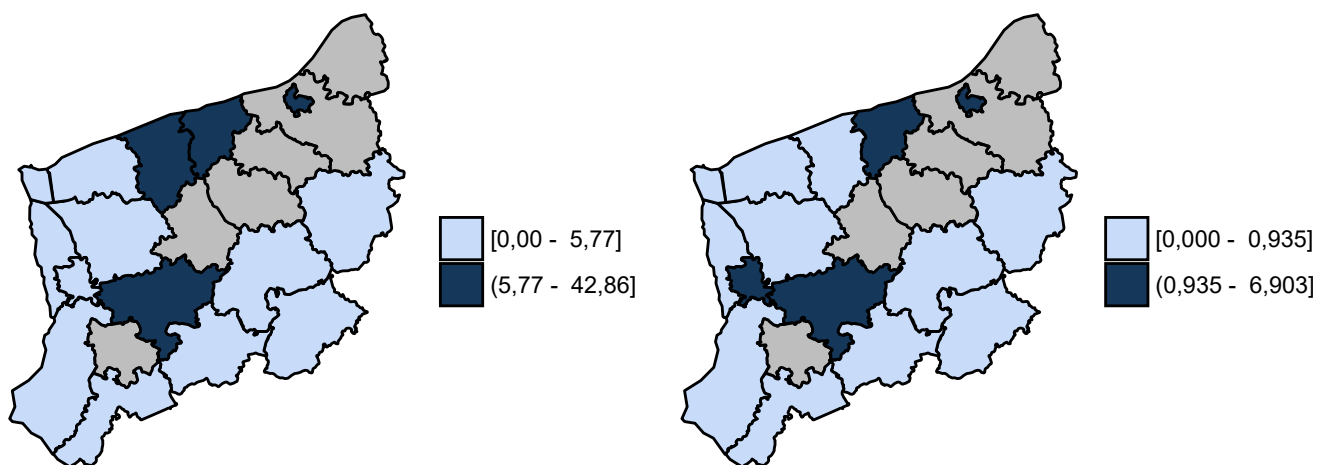 [0,00 - 5,77]
(5,77 - 42,86]
[0,000 - 0,935]
(0,935 - 6,903]